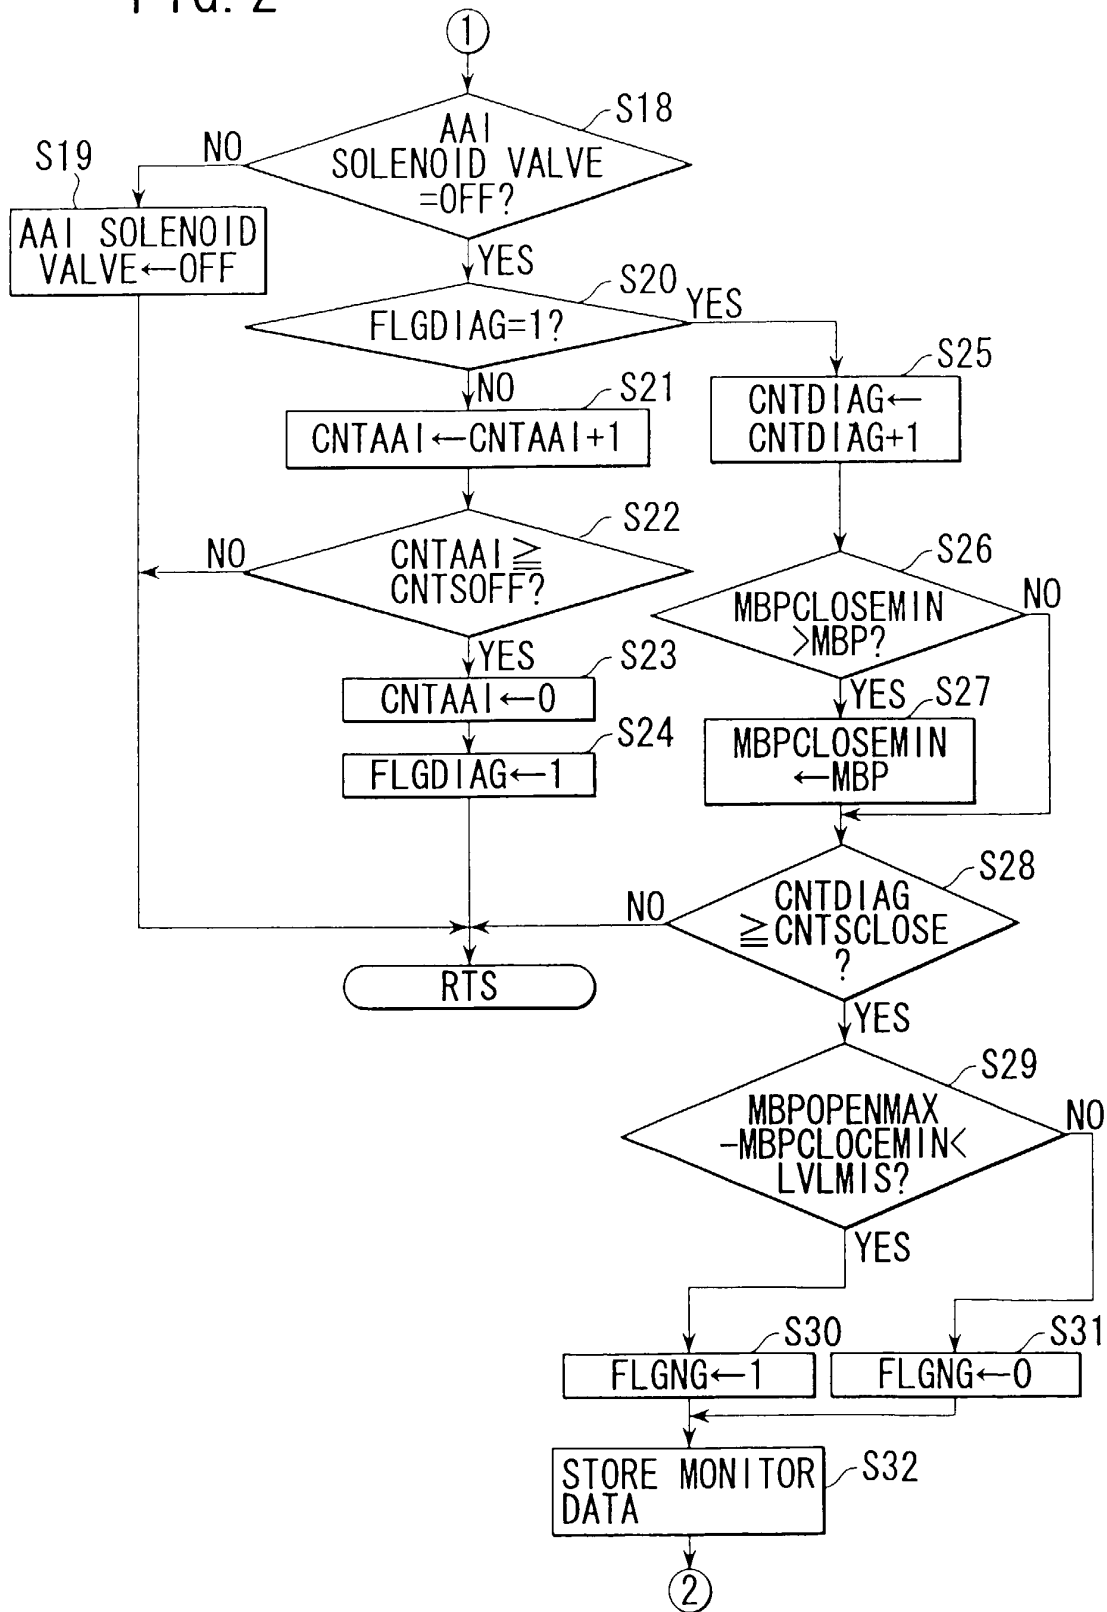 FIG. 2
1
S18
AAI
SOLENOID VALVE
=OFF?
NO
YES
S19
AAI SOLENOID
VALVE←OFF
S20
FLGDIAG=1?
YES
NO
S21
CNTAAI←CNTAAI+1
S25
CNTDIAG←
CNTDIAG+1
S22
CNTAAI≧
CNTSOFF?
NO
YES
S26
MBPCLOSEMIN
>MBP?
NO
YES
S23
CNTAAI←0
S27
MBPCLOSEMIN
←MBP
S24
FLGDIAG←1
S28
CNTDIAG
≧CNTSCLOSE
?
NO
YES
RTS
S29
MBPOPENMAX
-MBPCLOCEMIN<
LVLMIS?
NO
YES
S30
FLGNG←1
S31
FLGNG←0
S32
STORE MONITOR
DATA
2